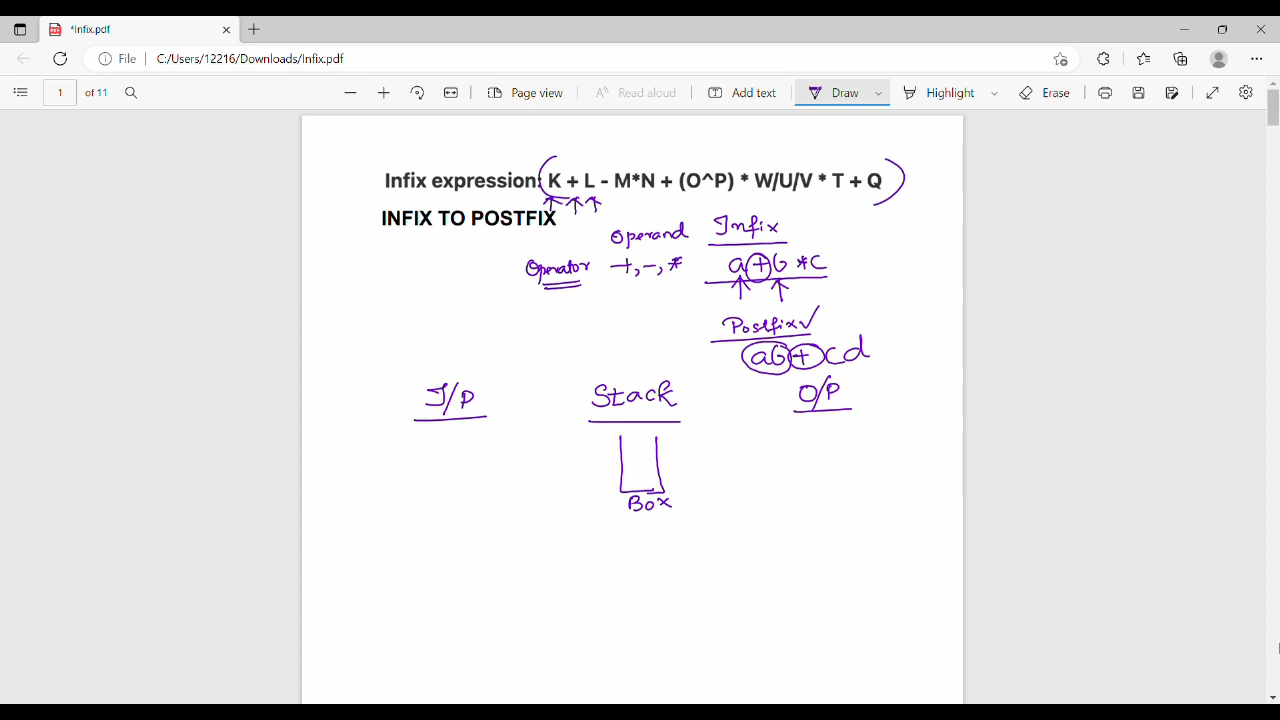 *Infix.pdf
File C:/Users/12216/Downloads/Infix.pdf
1 of 11 Page view Read aloud Add text Draw Highlight Erase
Infix expression: (K + L - M*N + (O^P) * W/U/V * T + Q)
INFIX TO POSTFIX
Operand Infix
Operator +,-,* a+b*c
Postfix✓
ab+cd
I/P Stack O/P
Box